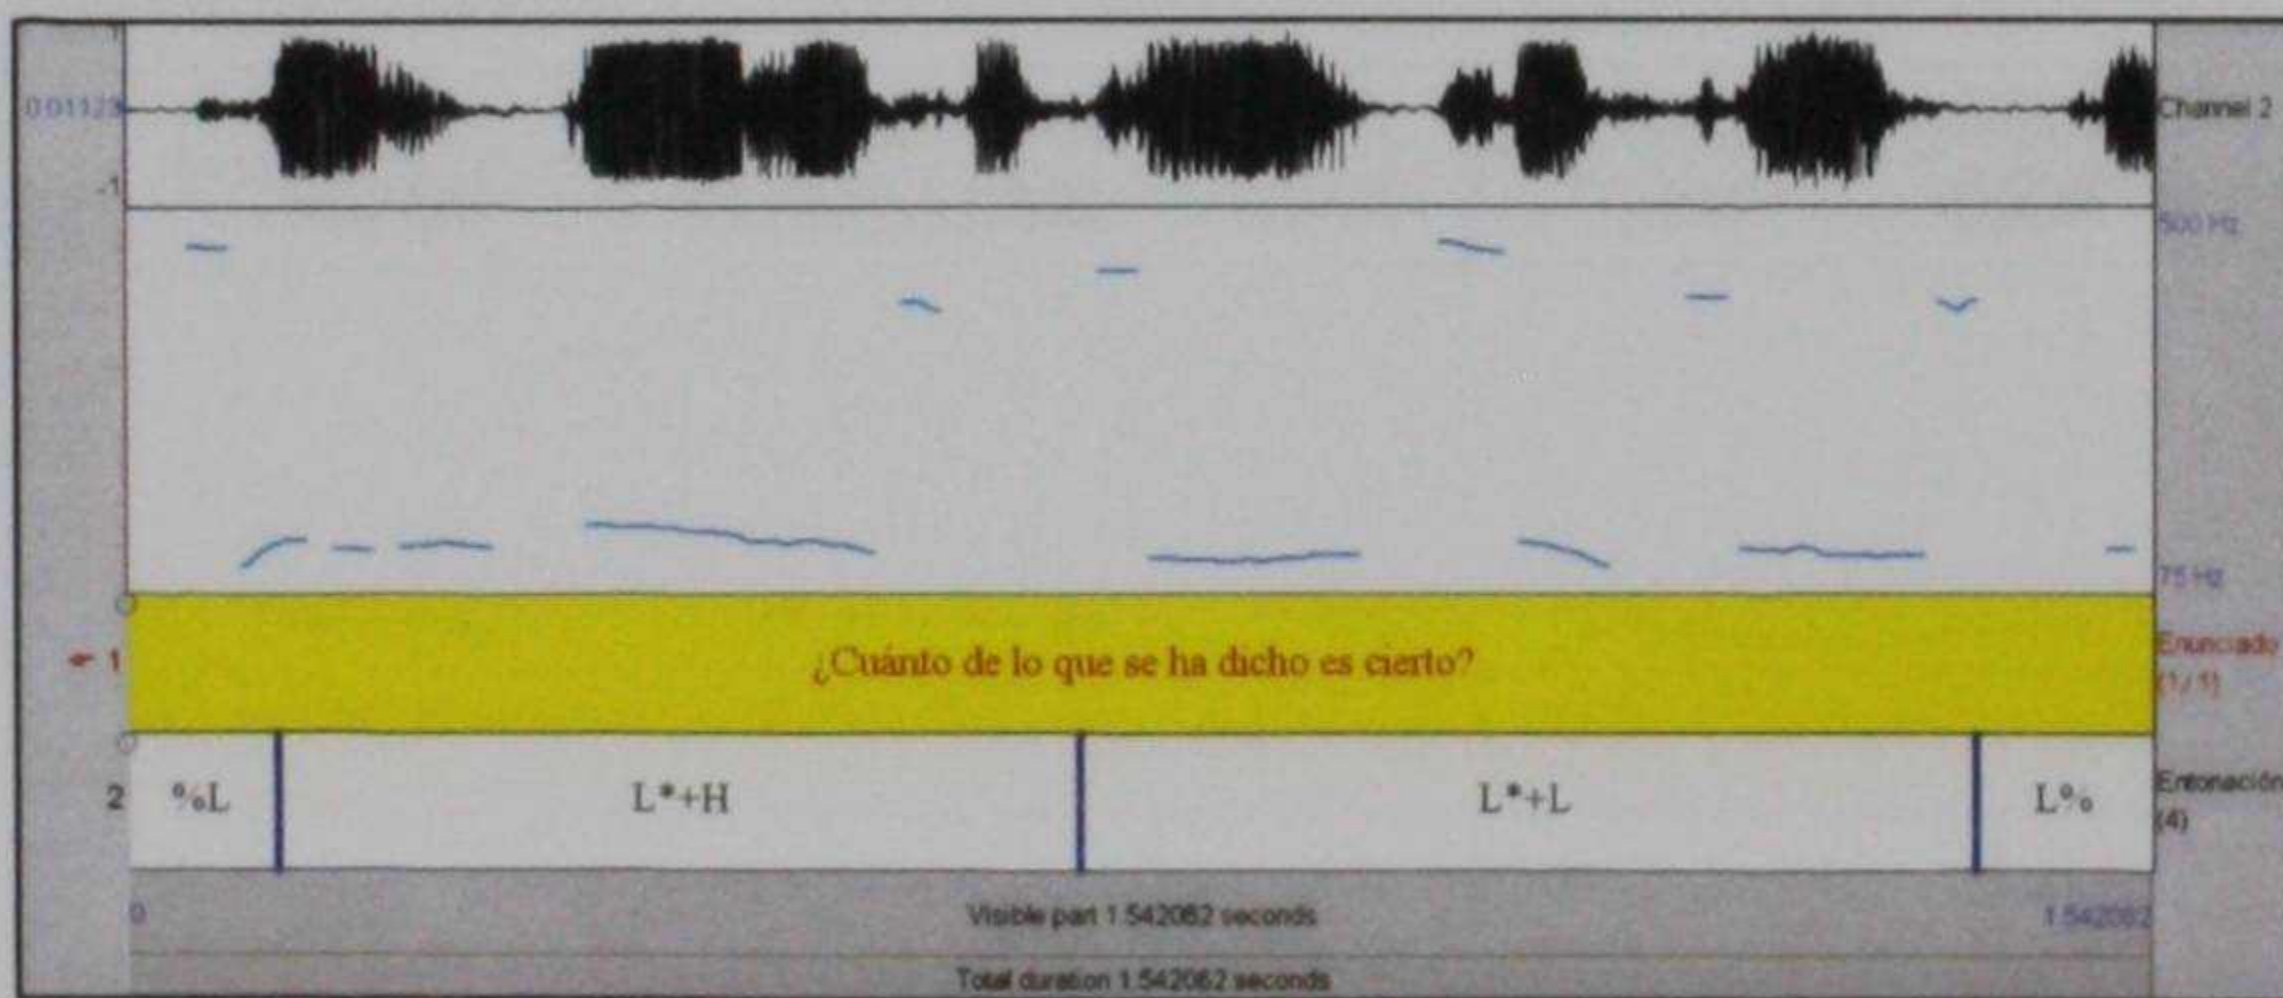 1
0.01123
Channel 2
-1
500 Hz
75 Hz
1
¿Cuánto de lo que se ha dicho es cierto?
Enunciado
(1/1)
2
%L
L*+H
L*+L
L%
Entonación
(4)
0
Visible part 1.542062 seconds
1.542062
Total duration 1.542062 seconds